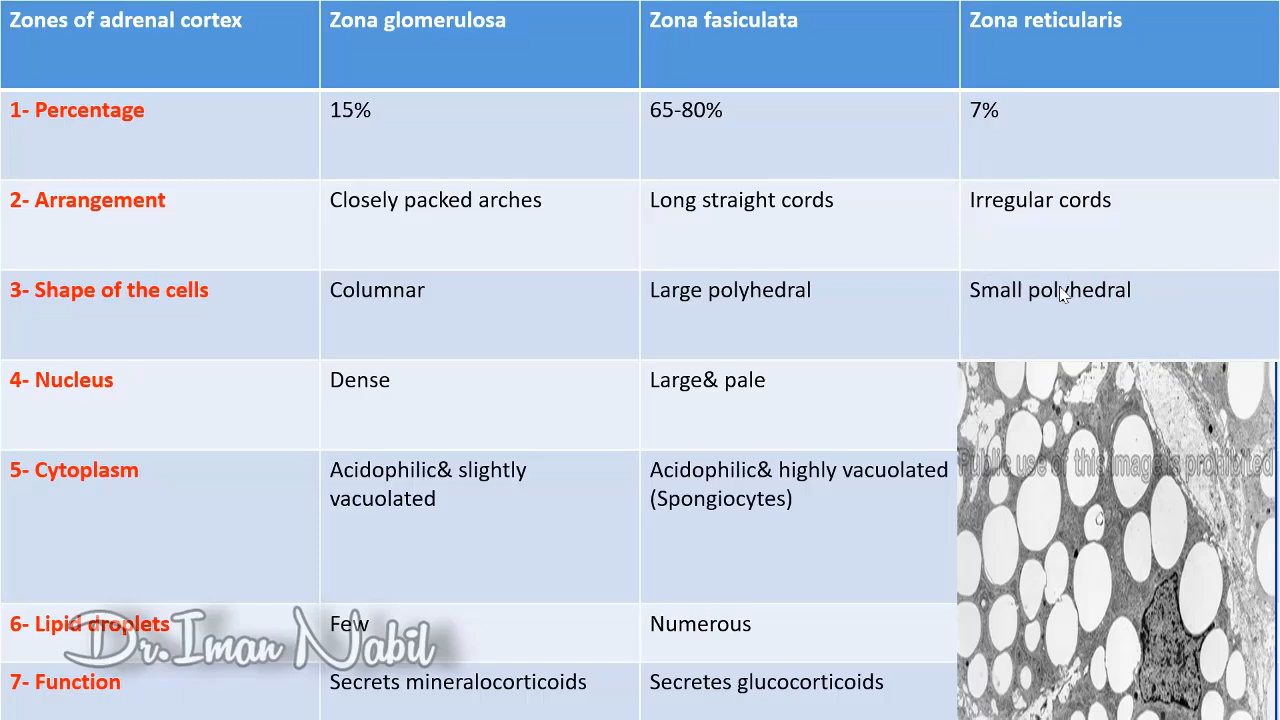 Zones of adrenal cortex Zona glomerulosa Zona fasiculata Zona reticularis
1- Percentage 15% 65-80% 7%
2- Arrangement Closely packed arches Long straight cords Irregular cords
3- Shape of the cells Columnar Large polyhedral Small polyhedral
4- Nucleus Dense Large& pale
5- Cytoplasm Acidophilic& slightly vacuolated Acidophilic& highly vacuolated (Spongiocytes)
Public use of this image is prohibited
6- Lipid droplets Few Numerous
Dr.Iman Nabil
7- Function Secrets mineralocorticoids Secretes glucocorticoids